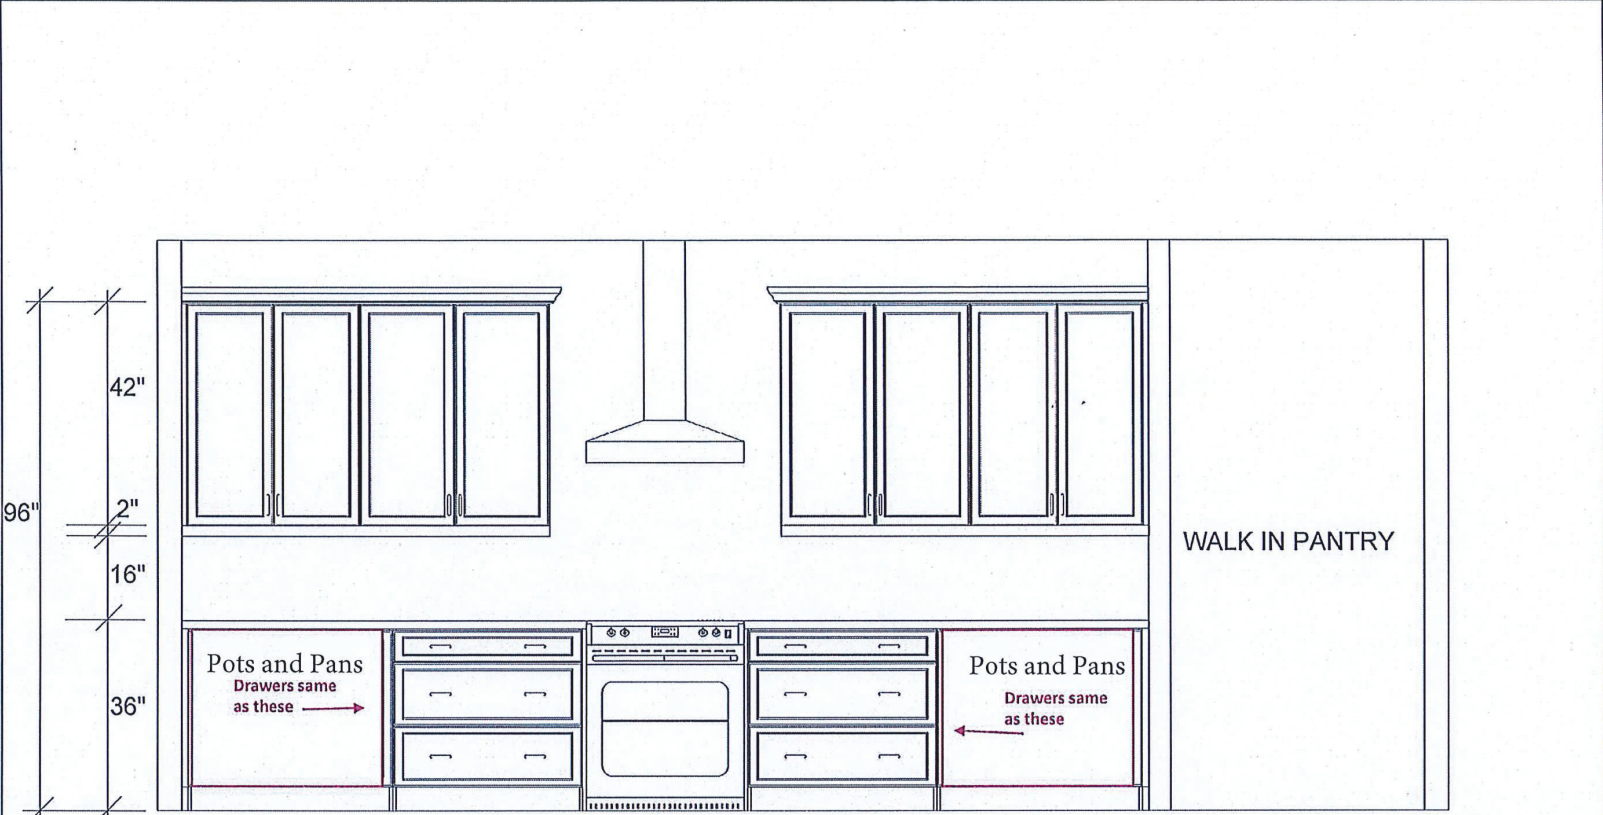 42"
2"
96"
16"
36"
WALK IN PANTRY
Pots and Pans
Drawers same
as these
Pots and Pans
Drawers same
as these